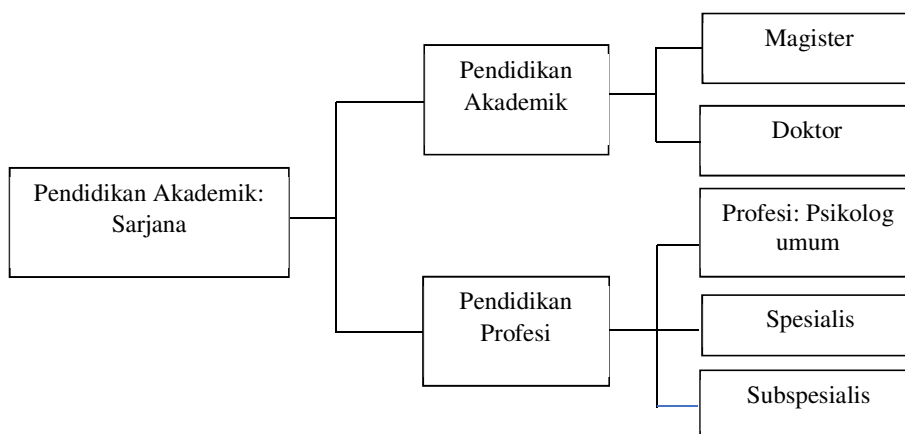 Pendidikan Akademik:
Sarjana
Pendidikan
Akademik
Magister
Doktor
Pendidikan
Profesi
Profesi: Psikolog
umum
Spesialis
Subspesialis